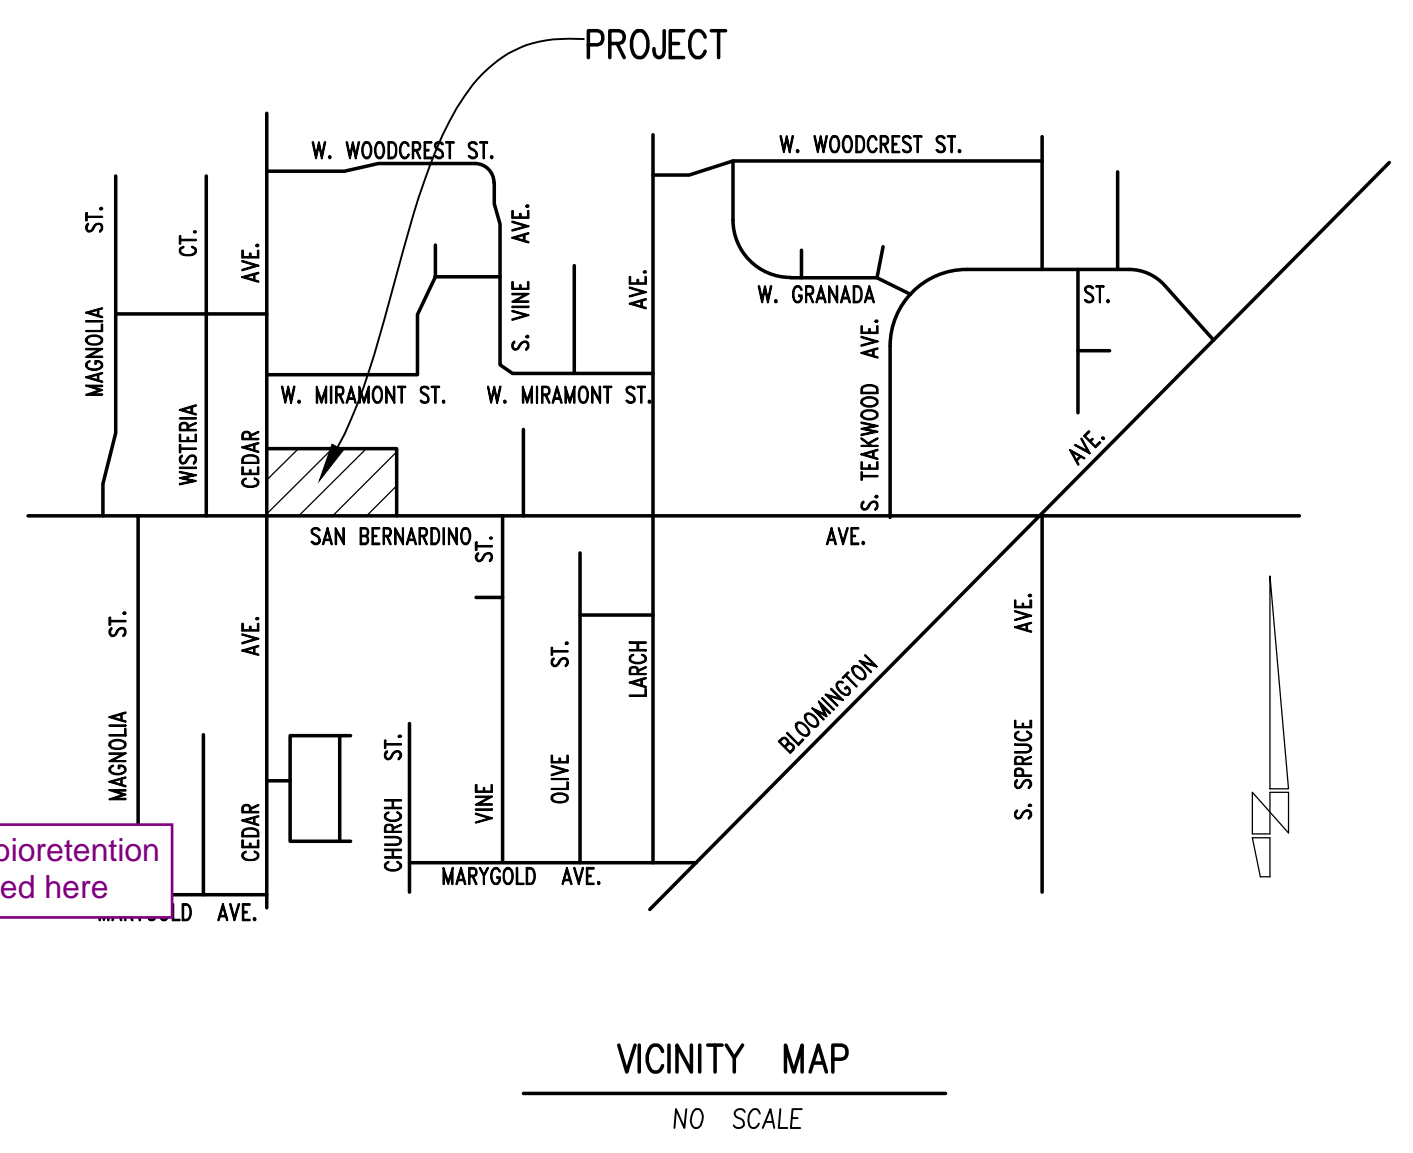 PROJECT
W. WOODCREST ST.
W. WOODCREST ST.
MAGNOLIA ST.
WISTERIA CT.
CEDAR AVE.
S. VINE AVE.
AVE.
W. GRANADA ST.
S. TEAKWOOD AVE.
W. MIRAMONT ST.
W. MIRAMONT ST.
SAN BERNARDINO AVE.
BLOOMINGTON AVE.
MAGNOLIA ST.
CEDAR AVE.
CHURCH ST.
VINE ST.
OLIVE ST.
LARCH
S. SPRUCE AVE.
MARYGOLD AVE.
here
AVE.
N
VICINITY MAP
NO SCALE